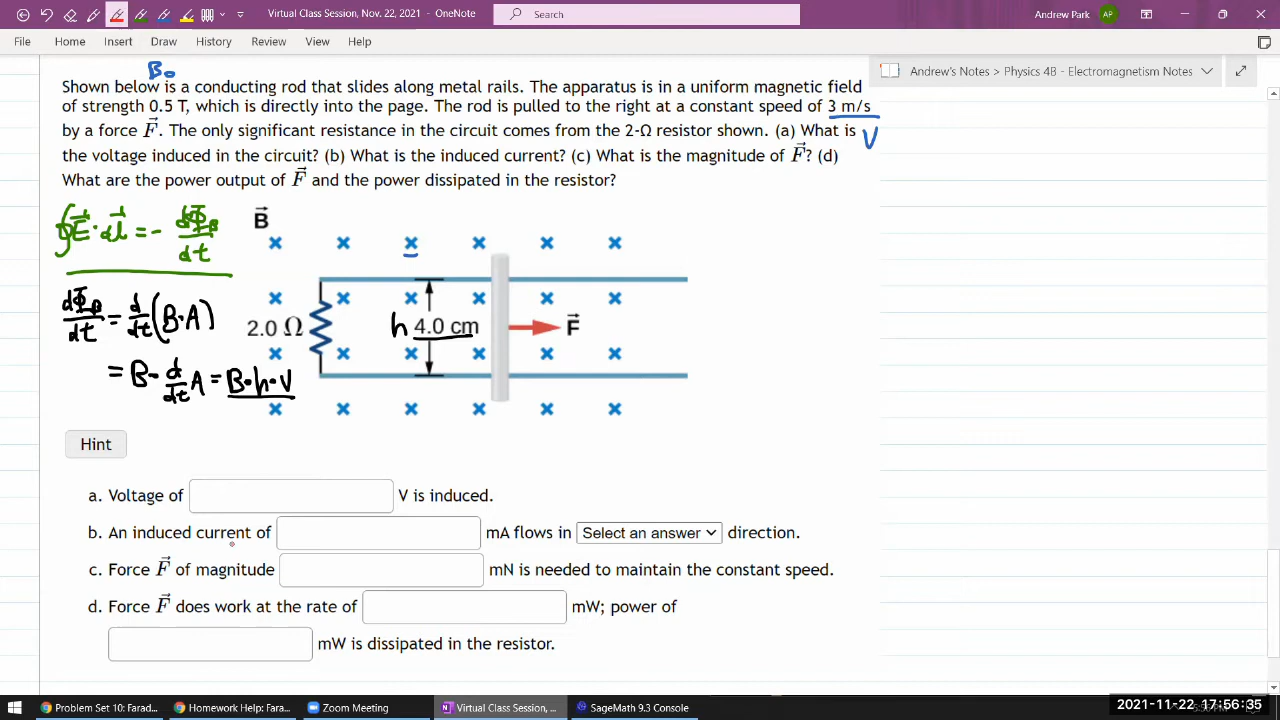 Virtual Class Session, Nov. 22, 2021 - OneNote
Search
Andrew Park
AP
File Home Insert Draw History Review View Help
Andrew's Notes > Physics 4B - Electromagnetism Notes
B₀
Shown below is a conducting rod that slides along metal rails. The apparatus is in a uniform magnetic field
of strength 0.5 T, which is directly into the page. The rod is pulled to the right at a constant speed of 3 m/s
by a force F⃗. The only significant resistance in the circuit comes from the 2-Ω resistor shown. (a) What is
V
the voltage induced in the circuit? (b) What is the induced current? (c) What is the magnitude of F⃗? (d)
What are the power output of F⃗ and the power dissipated in the resistor?
∮E⃗·dl⃗ = - dΦ_B/dt
B⃗
dΦ_B/dt = d/dt (B·A)
2.0 Ω
h 4.0 cm
F⃗
= B · d/dt A = B·h·V
Hint
a. Voltage of V is induced.
b. An induced current of mA flows in Select an answer direction.
c. Force F⃗ of magnitude mN is needed to maintain the constant speed.
d. Force F⃗ does work at the rate of mW; power of
mW is dissipated in the resistor.
Problem Set 10: Farad...
Homework Help: Fara...
Zoom Meeting
Virtual Class Session, ...
SageMath 9.3 Console
2021-11-22 17:56:35